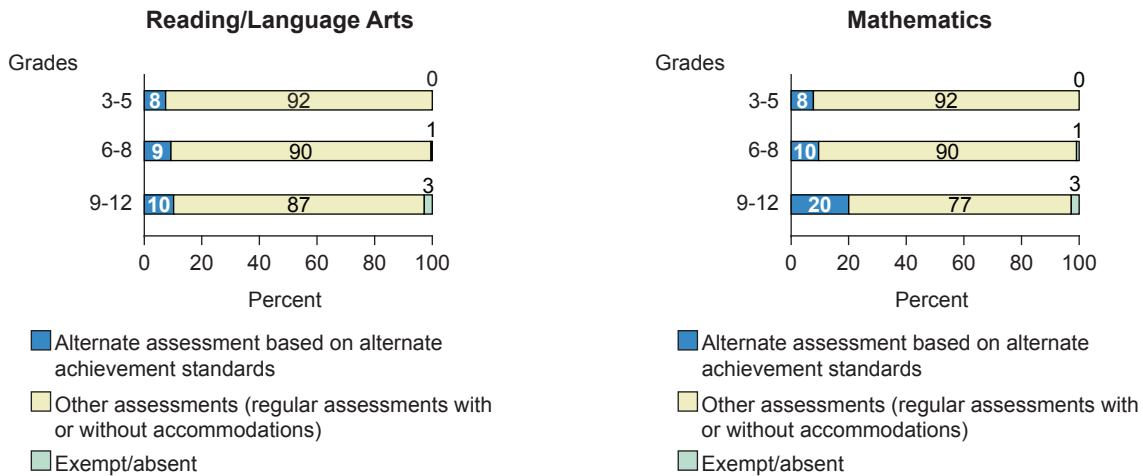 Reading/Language Arts
Grades
0
3-5 8 92
1
6-8 9 90
3
9-12 10 87
0 20 40 60 80 100
Percent
Alternate assessment based on alternate
achievement standards
Other assessments (regular assessments with
or without accommodations)
Exempt/absent
Mathematics
Grades
0
3-5 8 92
1
6-8 10 90
3
9-12 20 77
0 20 40 60 80 100
Percent
Alternate assessment based on alternate
achievement standards
Other assessments (regular assessments with
or without accommodations)
Exempt/absent